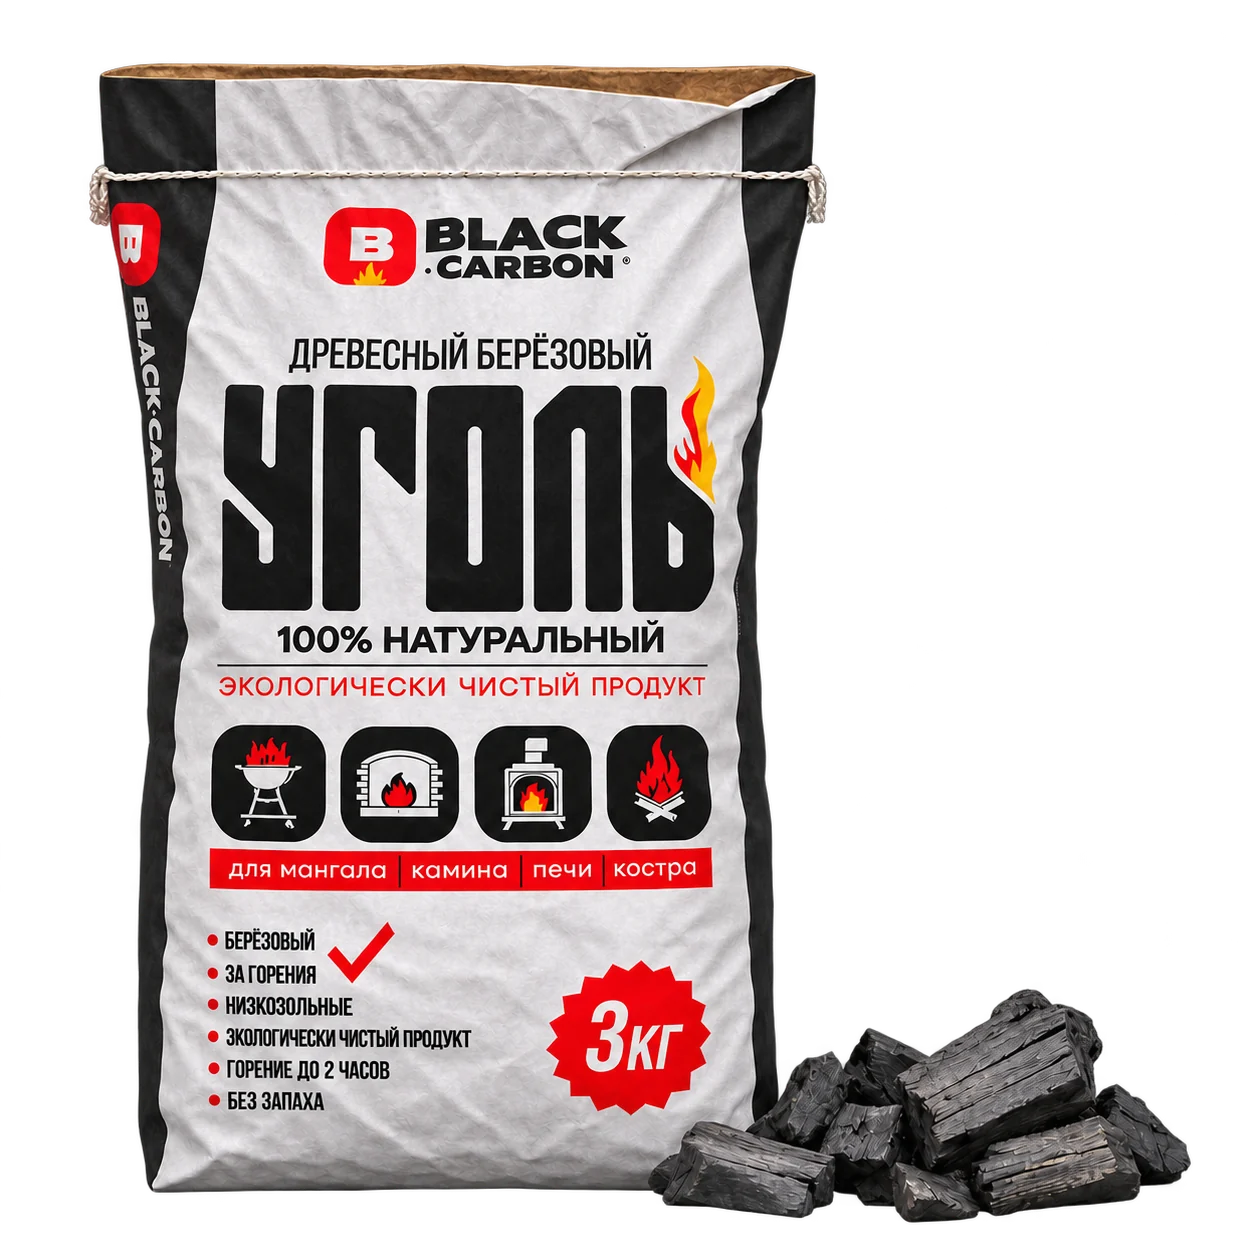 B
BLACK
·CARBON®
B BLACK·CARBON
ДРЕВЕСНЫЙ БЕРЁЗОВЫЙ
УГОЛЬ
100% НАТУРАЛЬНЫЙ
ЭКОЛОГИЧЕСКИ ЧИСТЫЙ ПРОДУКТ
для мангала | камина | печи | костра
• БЕРЁЗОВЫЙ
• ЗА ГОРЕНИЯ
• НИЗКОЗОЛЬНЫЕ
• ЭКОЛОГИЧЕСКИ ЧИСТЫЙ ПРОДУКТ
• ГОРЕНИЕ ДО 2 ЧАСОВ
• БЕЗ ЗАПАХА
3кг